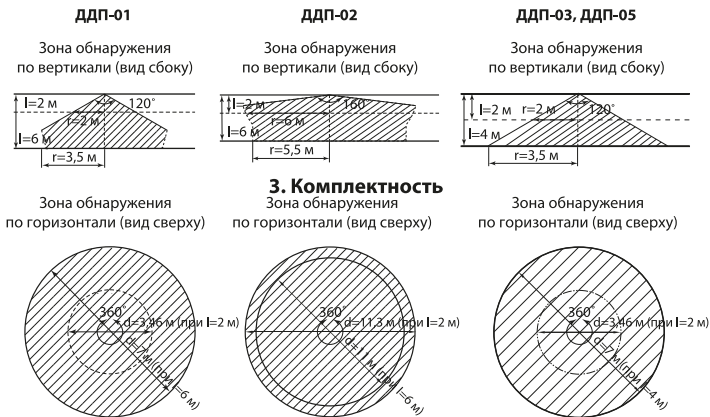 ДДП-01
Зона обнаружения
по вертикали (вид сбоку)
l=2 м
120˚
r=2 м
l=6 м
r=3,5 м
ДДП-02
Зона обнаружения
по вертикали (вид сбоку)
l=2 м
160˚
r=6 м
l=6 м
r=5,5 м
ДДП-03, ДДП-05
Зона обнаружения
по вертикали (вид сбоку)
l=2 м
r=2 м
120˚
l=4 м
r=3,5 м
3. Комплектность
Зона обнаружения
по горизонтали (вид сверху)
360˚
d=3,46 м (при l=2 м)
d=7 м (при l=6 м)
Зона обнаружения
по горизонтали (вид сверху)
360˚
d=11,3 м (при l=2 м)
d=11 м (при l=6 м)
Зона обнаружения
по горизонтали (вид сверху)
360˚
d=3,46 м (при l=2 м)
d=7 м (при l=4 м)